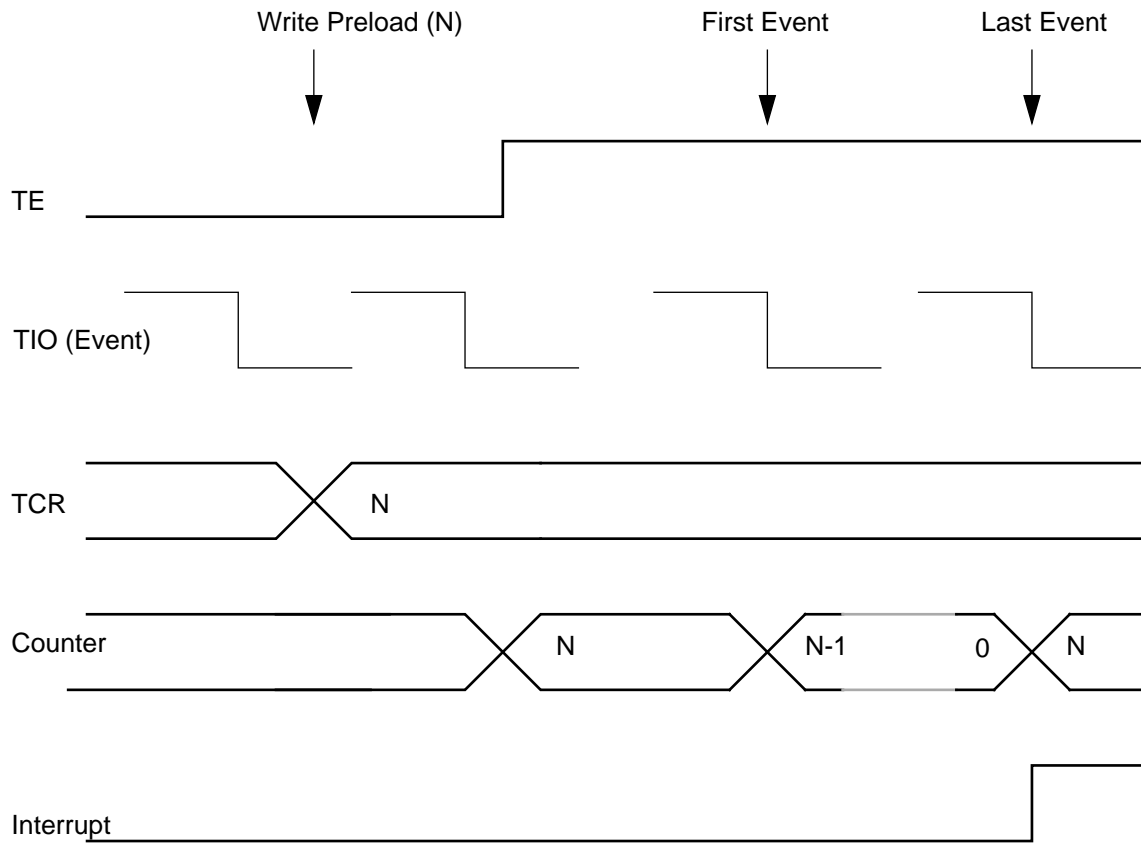 Write Preload (N) First Event Last Event
TE
TIO (Event)
TCR N
Counter N N-1 0 N
Interrupt